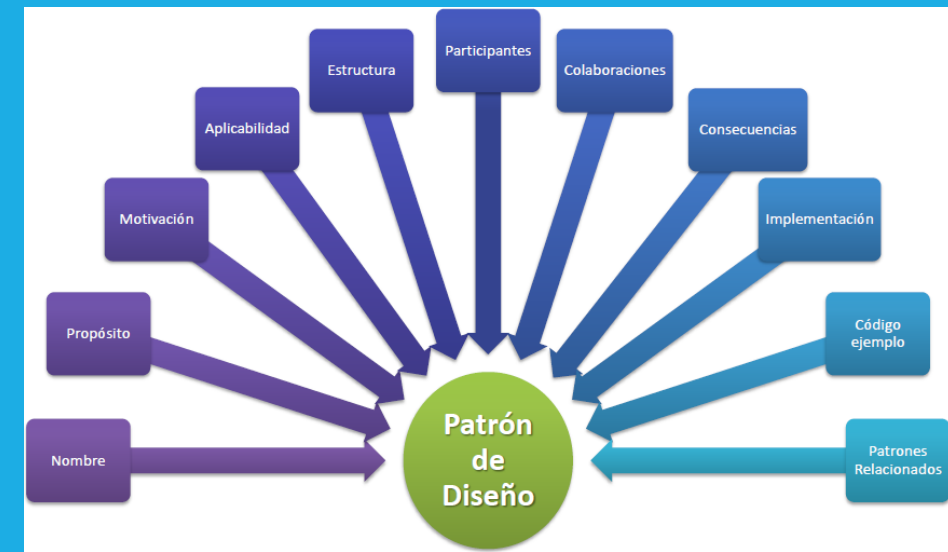 Nombre
Propósito
Motivación
Aplicabilidad
Estructura
Participantes
Colaboraciones
Consecuencias
Implementación
Código
ejemplo
Patrones
Relacionados
Patrón
de
Diseño